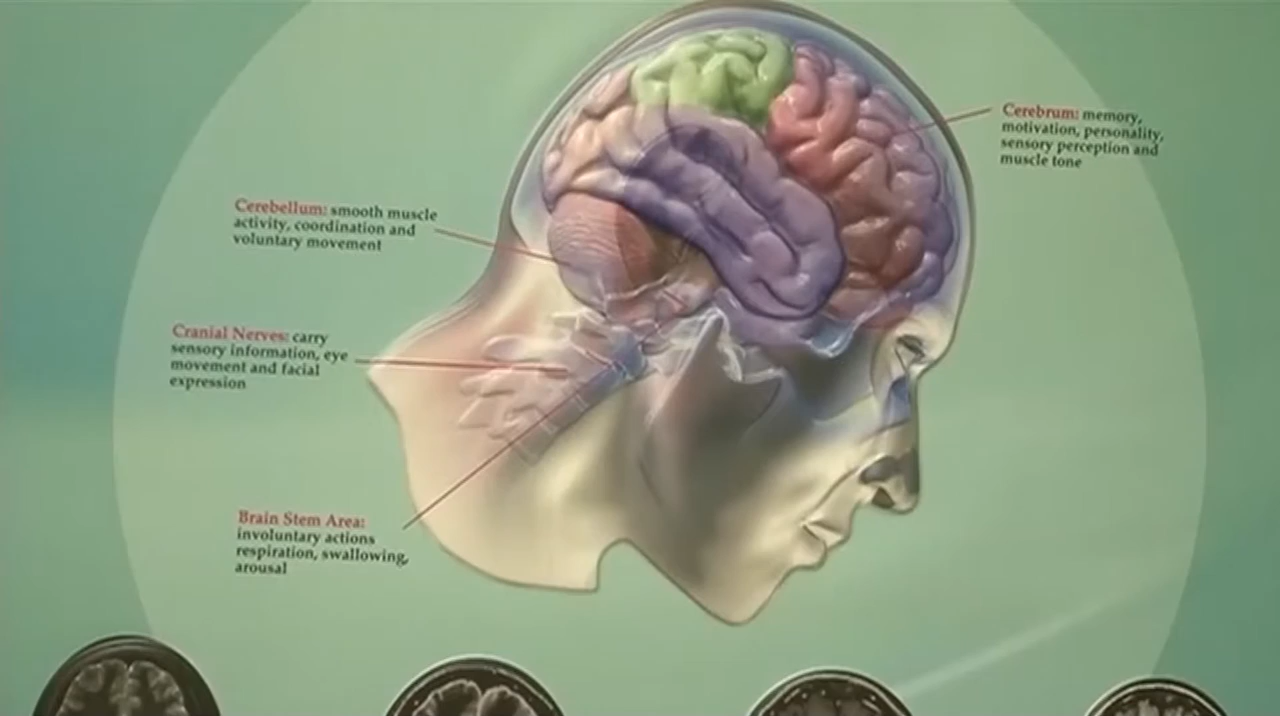 Cerebrum: memory,
motivation, personality,
sensory perception and
muscle tone
Cerebellum: smooth muscle
activity, coordination and
voluntary movement
Cranial Nerves: carry
sensory information, eye
movement and facial
expression
Brain Stem Area:
involuntary actions
respiration, swallowing,
arousal